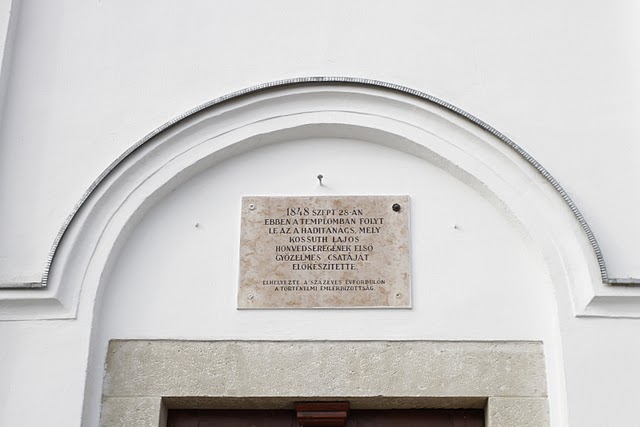 1848 SZEPT 28-ÁN
EBBEN A TEMPLOMBAN FOLYT
LE AZ A HADITANÁCS, MELY
KOSSUTH LAJOS
HONVÉDSEREGÉNEK ELSŐ
GYŐZELMES CSATÁJÁT
ELŐKÉSZÍTETTE.
ELHELYEZTE A SZÁZÉVES ÉVFORDULÓN
A TÖRTÉNELMI EMLÉKBIZOTTSÁG.